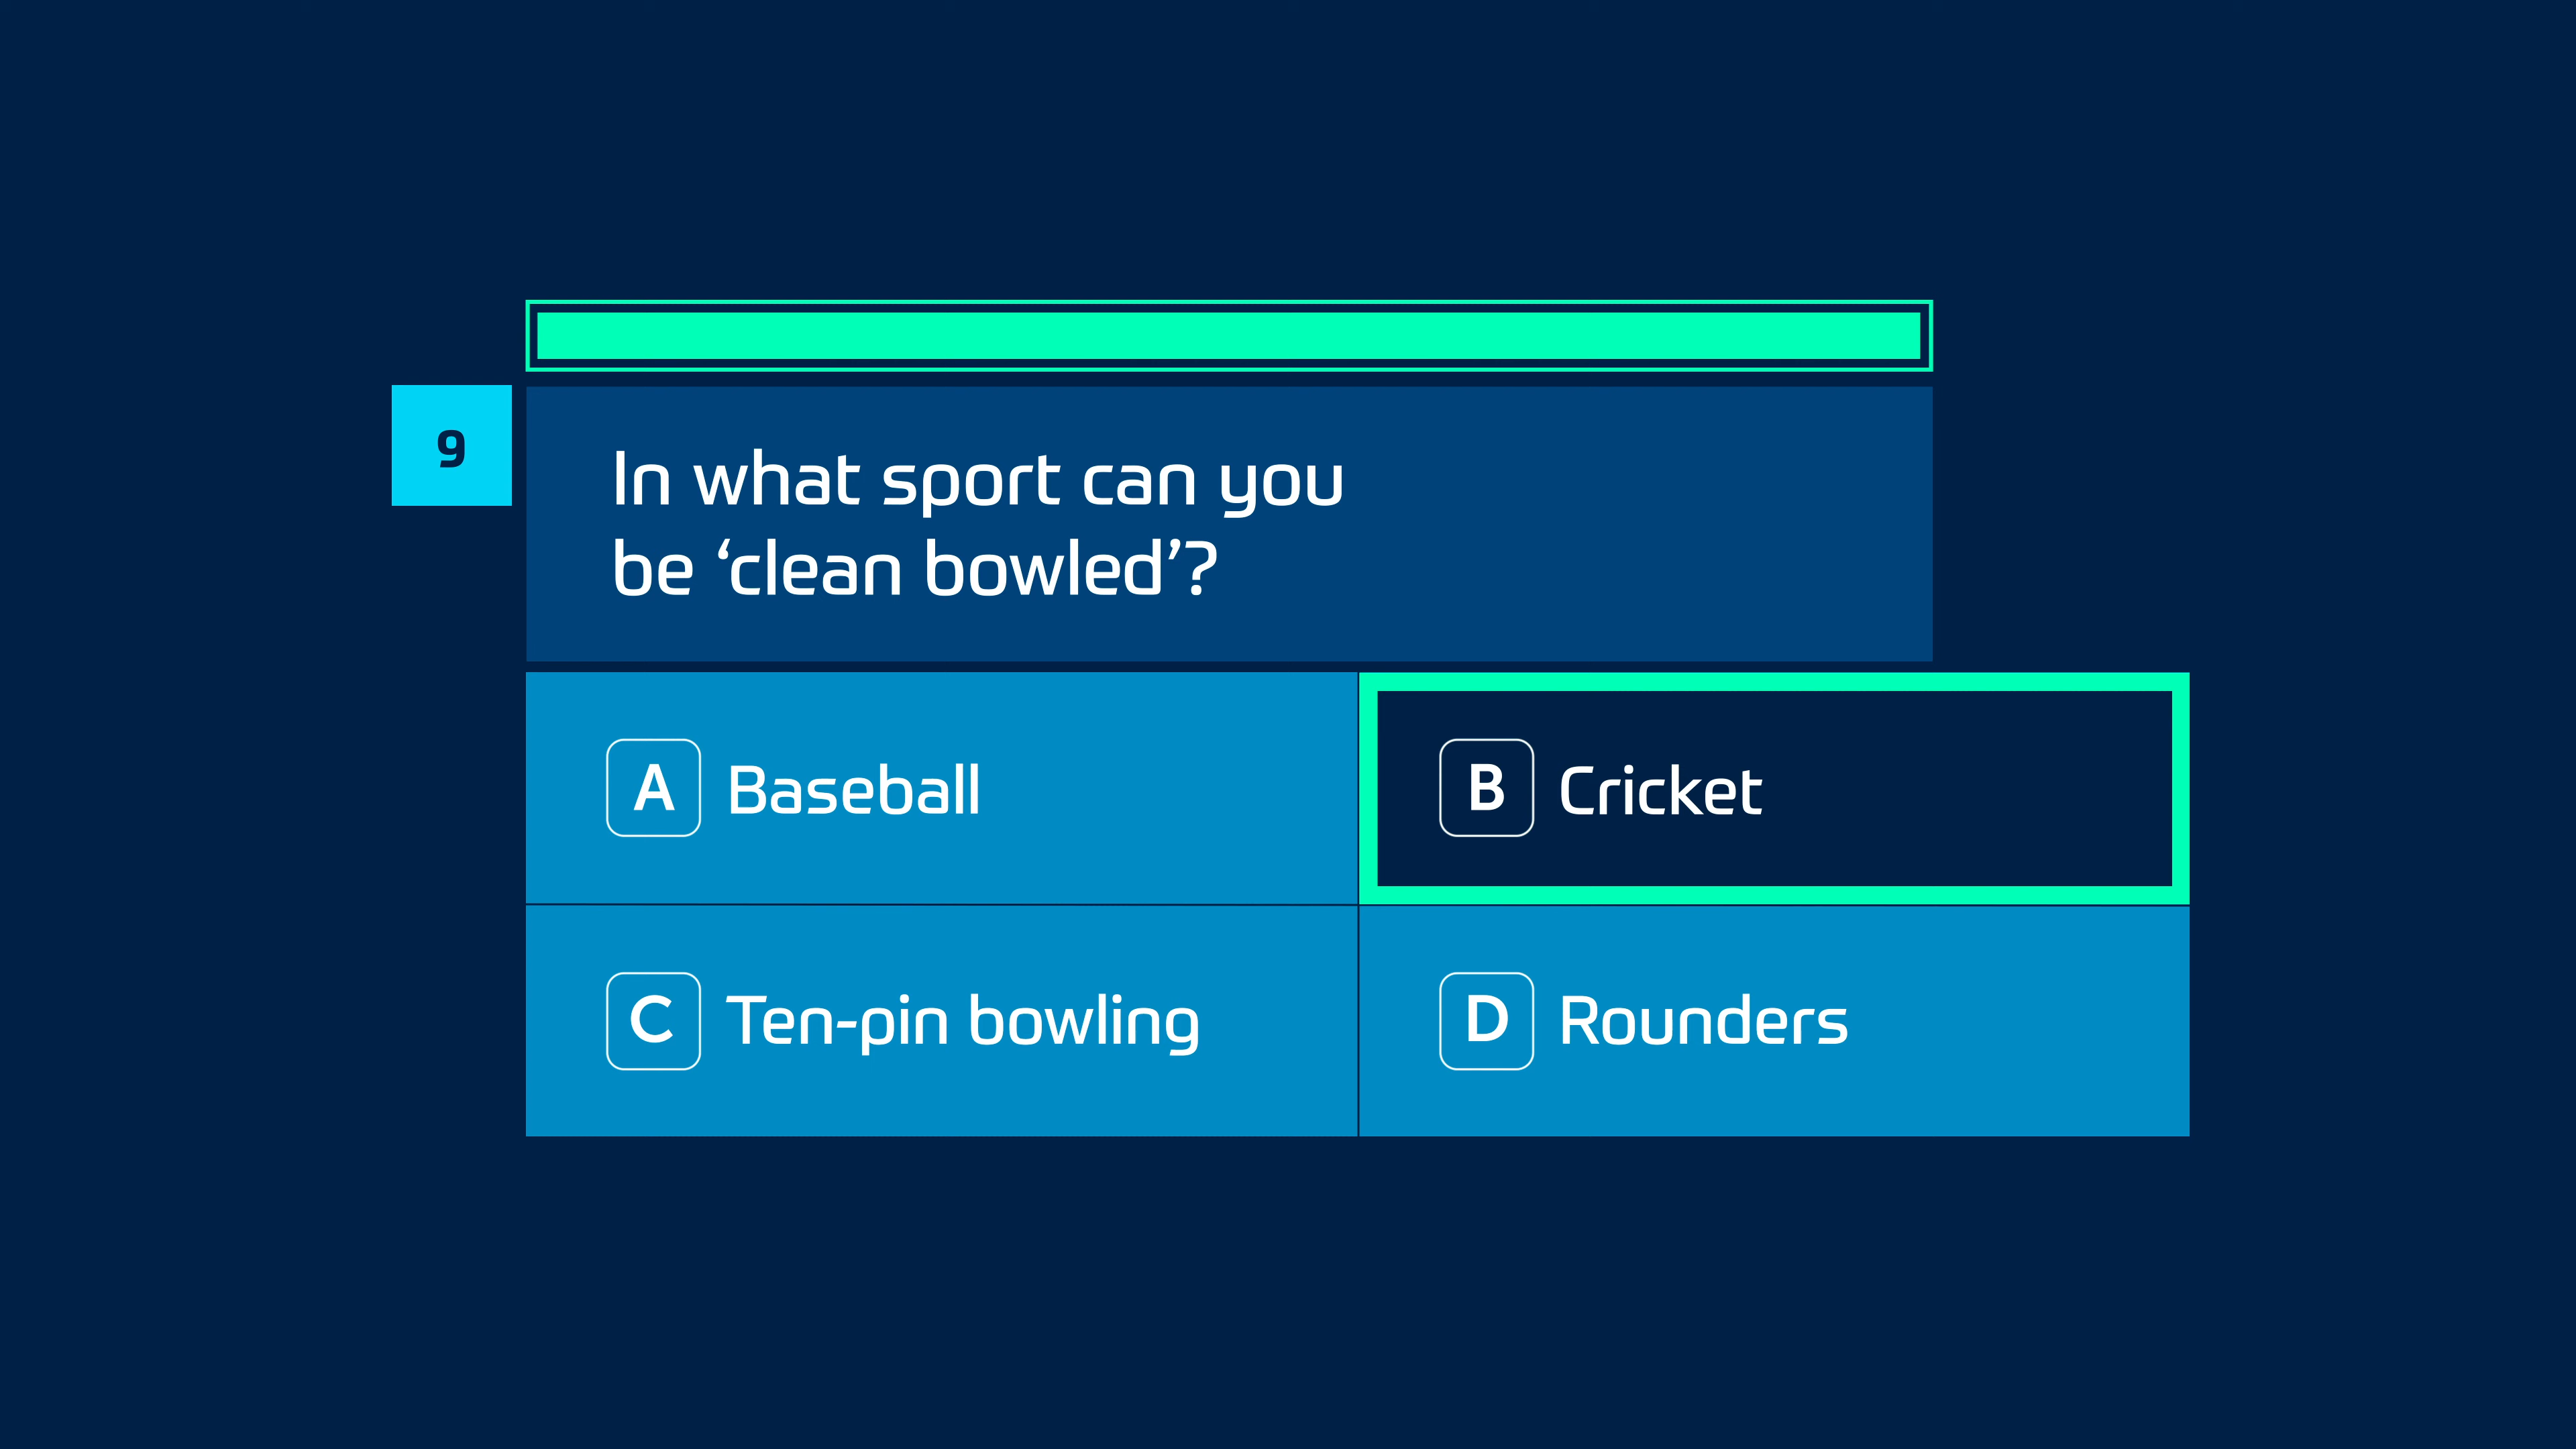 9
In what sport can you
be ‘clean bowled’?
A Baseball
B Cricket
C Ten-pin bowling
D Rounders